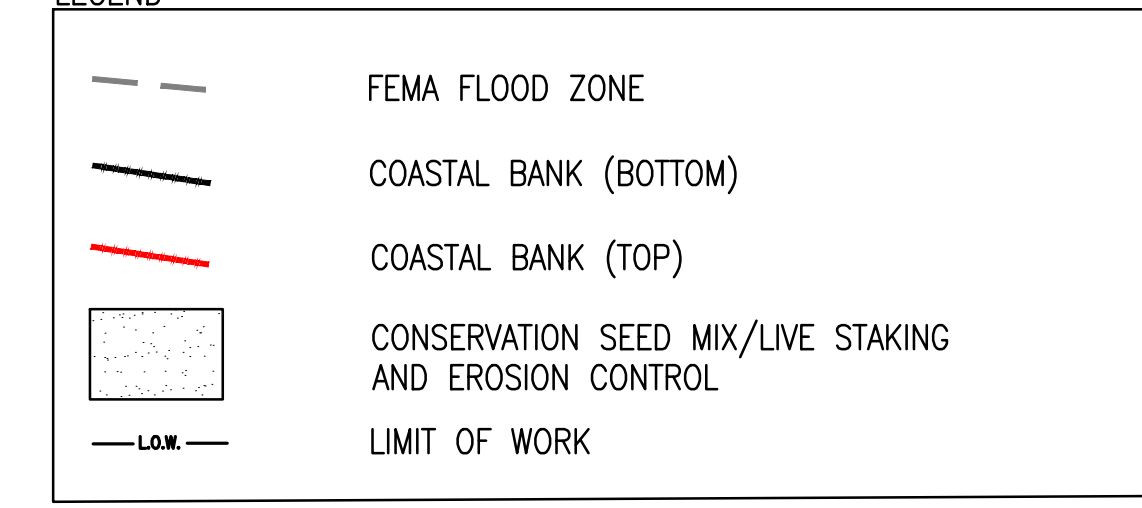 LEGEND
FEMA FLOOD ZONE
COASTAL BANK (BOTTOM)
COASTAL BANK (TOP)
CONSERVATION SEED MIX/LIVE STAKING
AND EROSION CONTROL
L.O.W.
LIMIT OF WORK